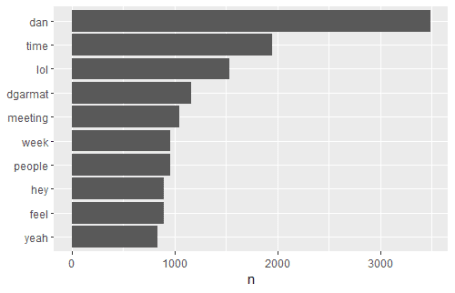 dan
time
lol
dgarmat
meeting
week
people
hey
feel
yeah
0 1000 2000 3000
n